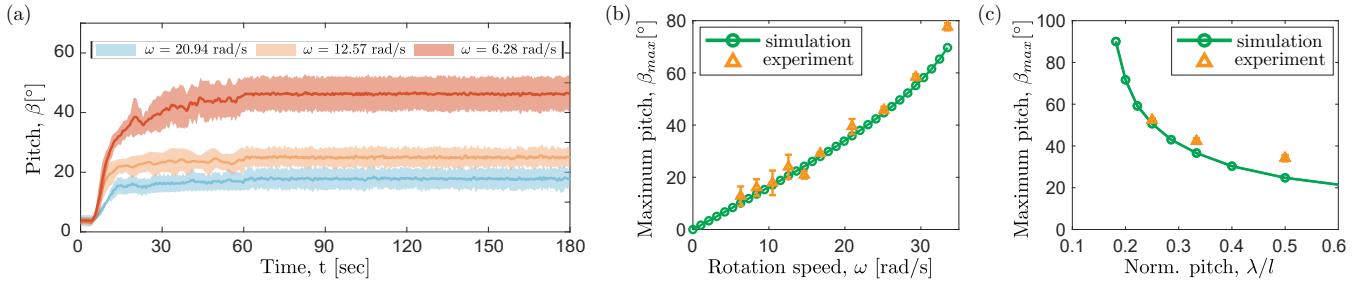 (a)
Pitch, β[°]
60
40
20
0
ω = 20.94 rad/s
ω = 12.57 rad/s
ω = 6.28 rad/s
0 30 60 90 120 150 180
Time, t [sec]
(b)
Maximum pitch, β_max[°]
80
60
40
20
0
simulation
experiment
0 10 20 30
Rotation speed, ω [rad/s]
(c)
Maximum pitch, β_max[°]
100
80
60
40
20
0
simulation
experiment
0.1 0.2 0.3 0.4 0.5 0.6
Norm. pitch, λ/l